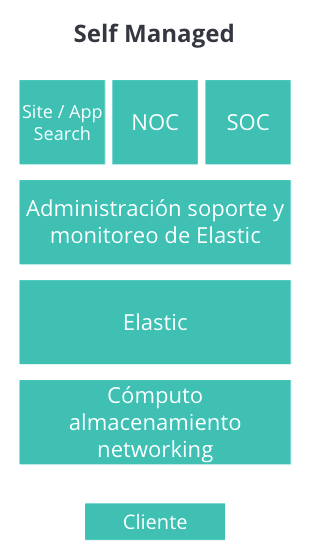 Self Managed
Site / App
Search
NOC
SOC
Administración soporte y
monitoreo de Elastic
Elastic
Cómputo
almacenamiento
networking
Cliente